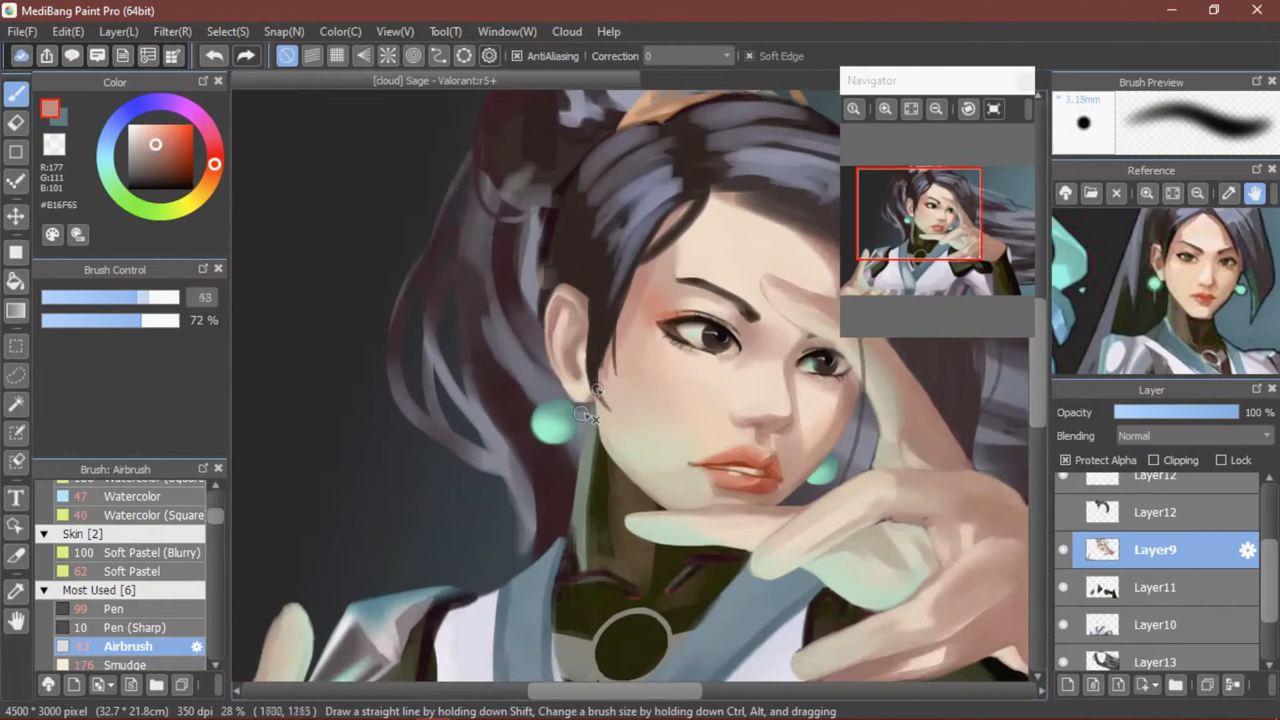 MediBang Paint Pro (64bit)
File(F) Edit(E) Layer(L) Filter(R) Select(S) Snap(N) Color(C) View(V) Tool(T) Window(W) Cloud Help
AntiAliasing Correction 0 Soft Edge
Color
[cloud] Sage - Valorant:r5+
Navigator
Brush Preview
* 3.18mm
R:177
G:111
B:101
#B16F65
Reference
Brush Control
72 %
Layer
Opacity 100 %
Blending Normal
Protect Alpha Clipping Lock
Brush: Airbrush
Watercolor (Square
47 Watercolor
40 Watercolor (Square
Skin [2]
100 Soft Pastel (Blurry)
62 Soft Pastel
Most Used [6]
99 Pen
10 Pen (Sharp)
Airbrush
176 Smudge
Layer12
Layer12
Layer9
Layer11
Layer10
Layer13
4500 * 3000 pixel (32.7 * 21.8cm) 350 dpi 28 % Draw a straight line by holding down Shift, Change a brush size by holding down Ctrl, Alt, and dragging